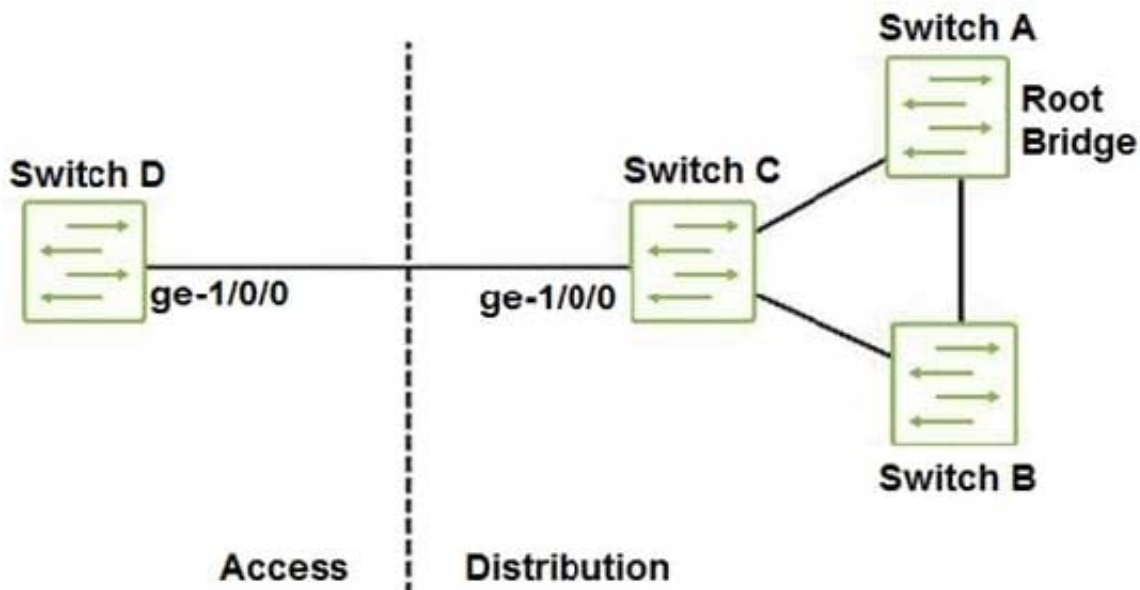 Switch A
Root
Bridge
Switch D
Switch C
ge-1/0/0
ge-1/0/0
Switch B
Access
Distribution